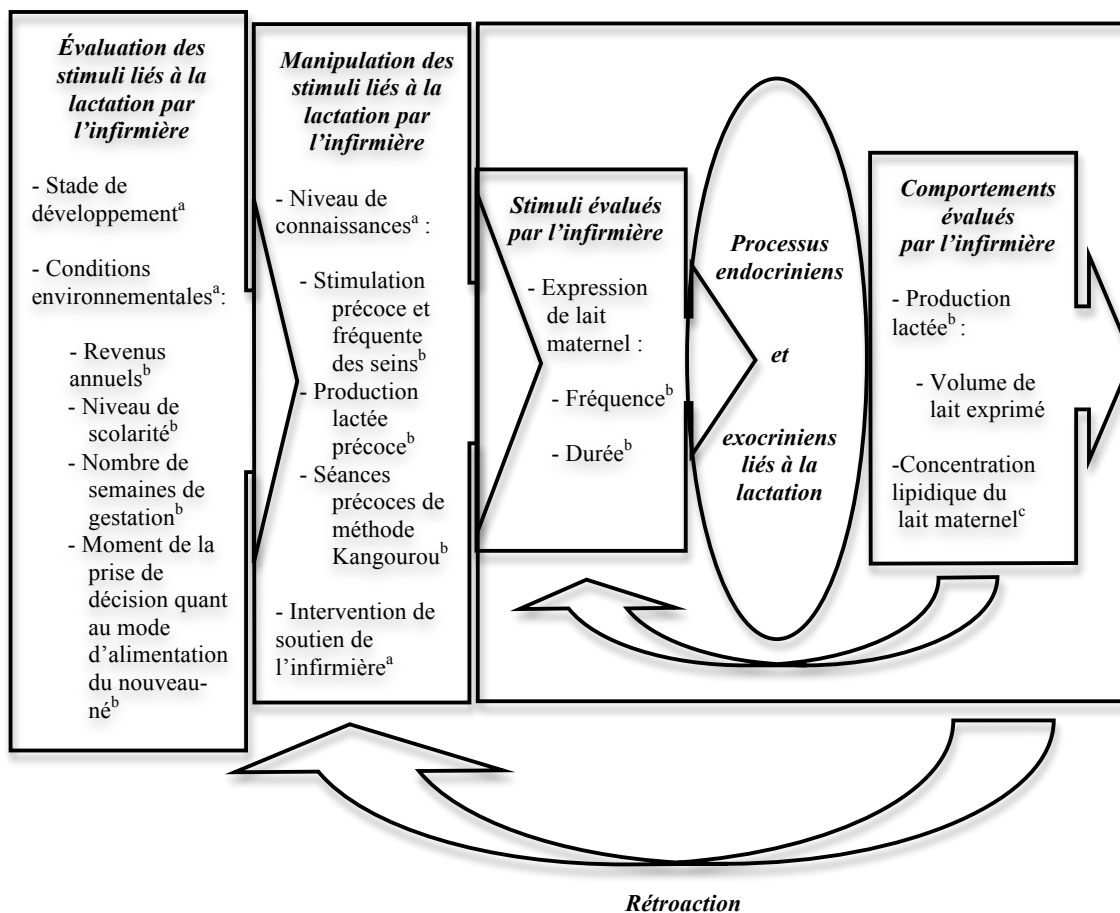 Évaluation des
stimuli liés à la
lactation par
l’infirmière
- Stade de
développementᵃ
- Conditions
environnementalesᵃ:
- Revenus
annuelsᵇ
- Niveau de
scolaritéᵇ
- Nombre de
semaines de
gestationᵇ
- Moment de la
prise de
décision quant
au mode
d’alimentation
du nouveau-
néᵇ
Manipulation des
stimuli liés à la
lactation par
l’infirmière
- Niveau de
connaissancesᵃ :
- Stimulation
précoce et
fréquente
des seinsᵇ
- Production
lactée
précoceᵇ
- Séances
précoces de
méthode
Kangourouᵇ
- Intervention de
soutien de
l’infirmièreᵃ
Stimuli évalués
par l’infirmière
- Expression
de lait
maternel :
- Fréquenceᵇ
- Duréeᵇ
Processus
endocriniens
et
exocriniens
liés à la
lactation
Comportements
évalués
par l’infirmière
- Production
lactéeᵇ :
- Volume de
lait exprimé
-Concentration
lipidique du
lait maternelᶜ
Rétroaction